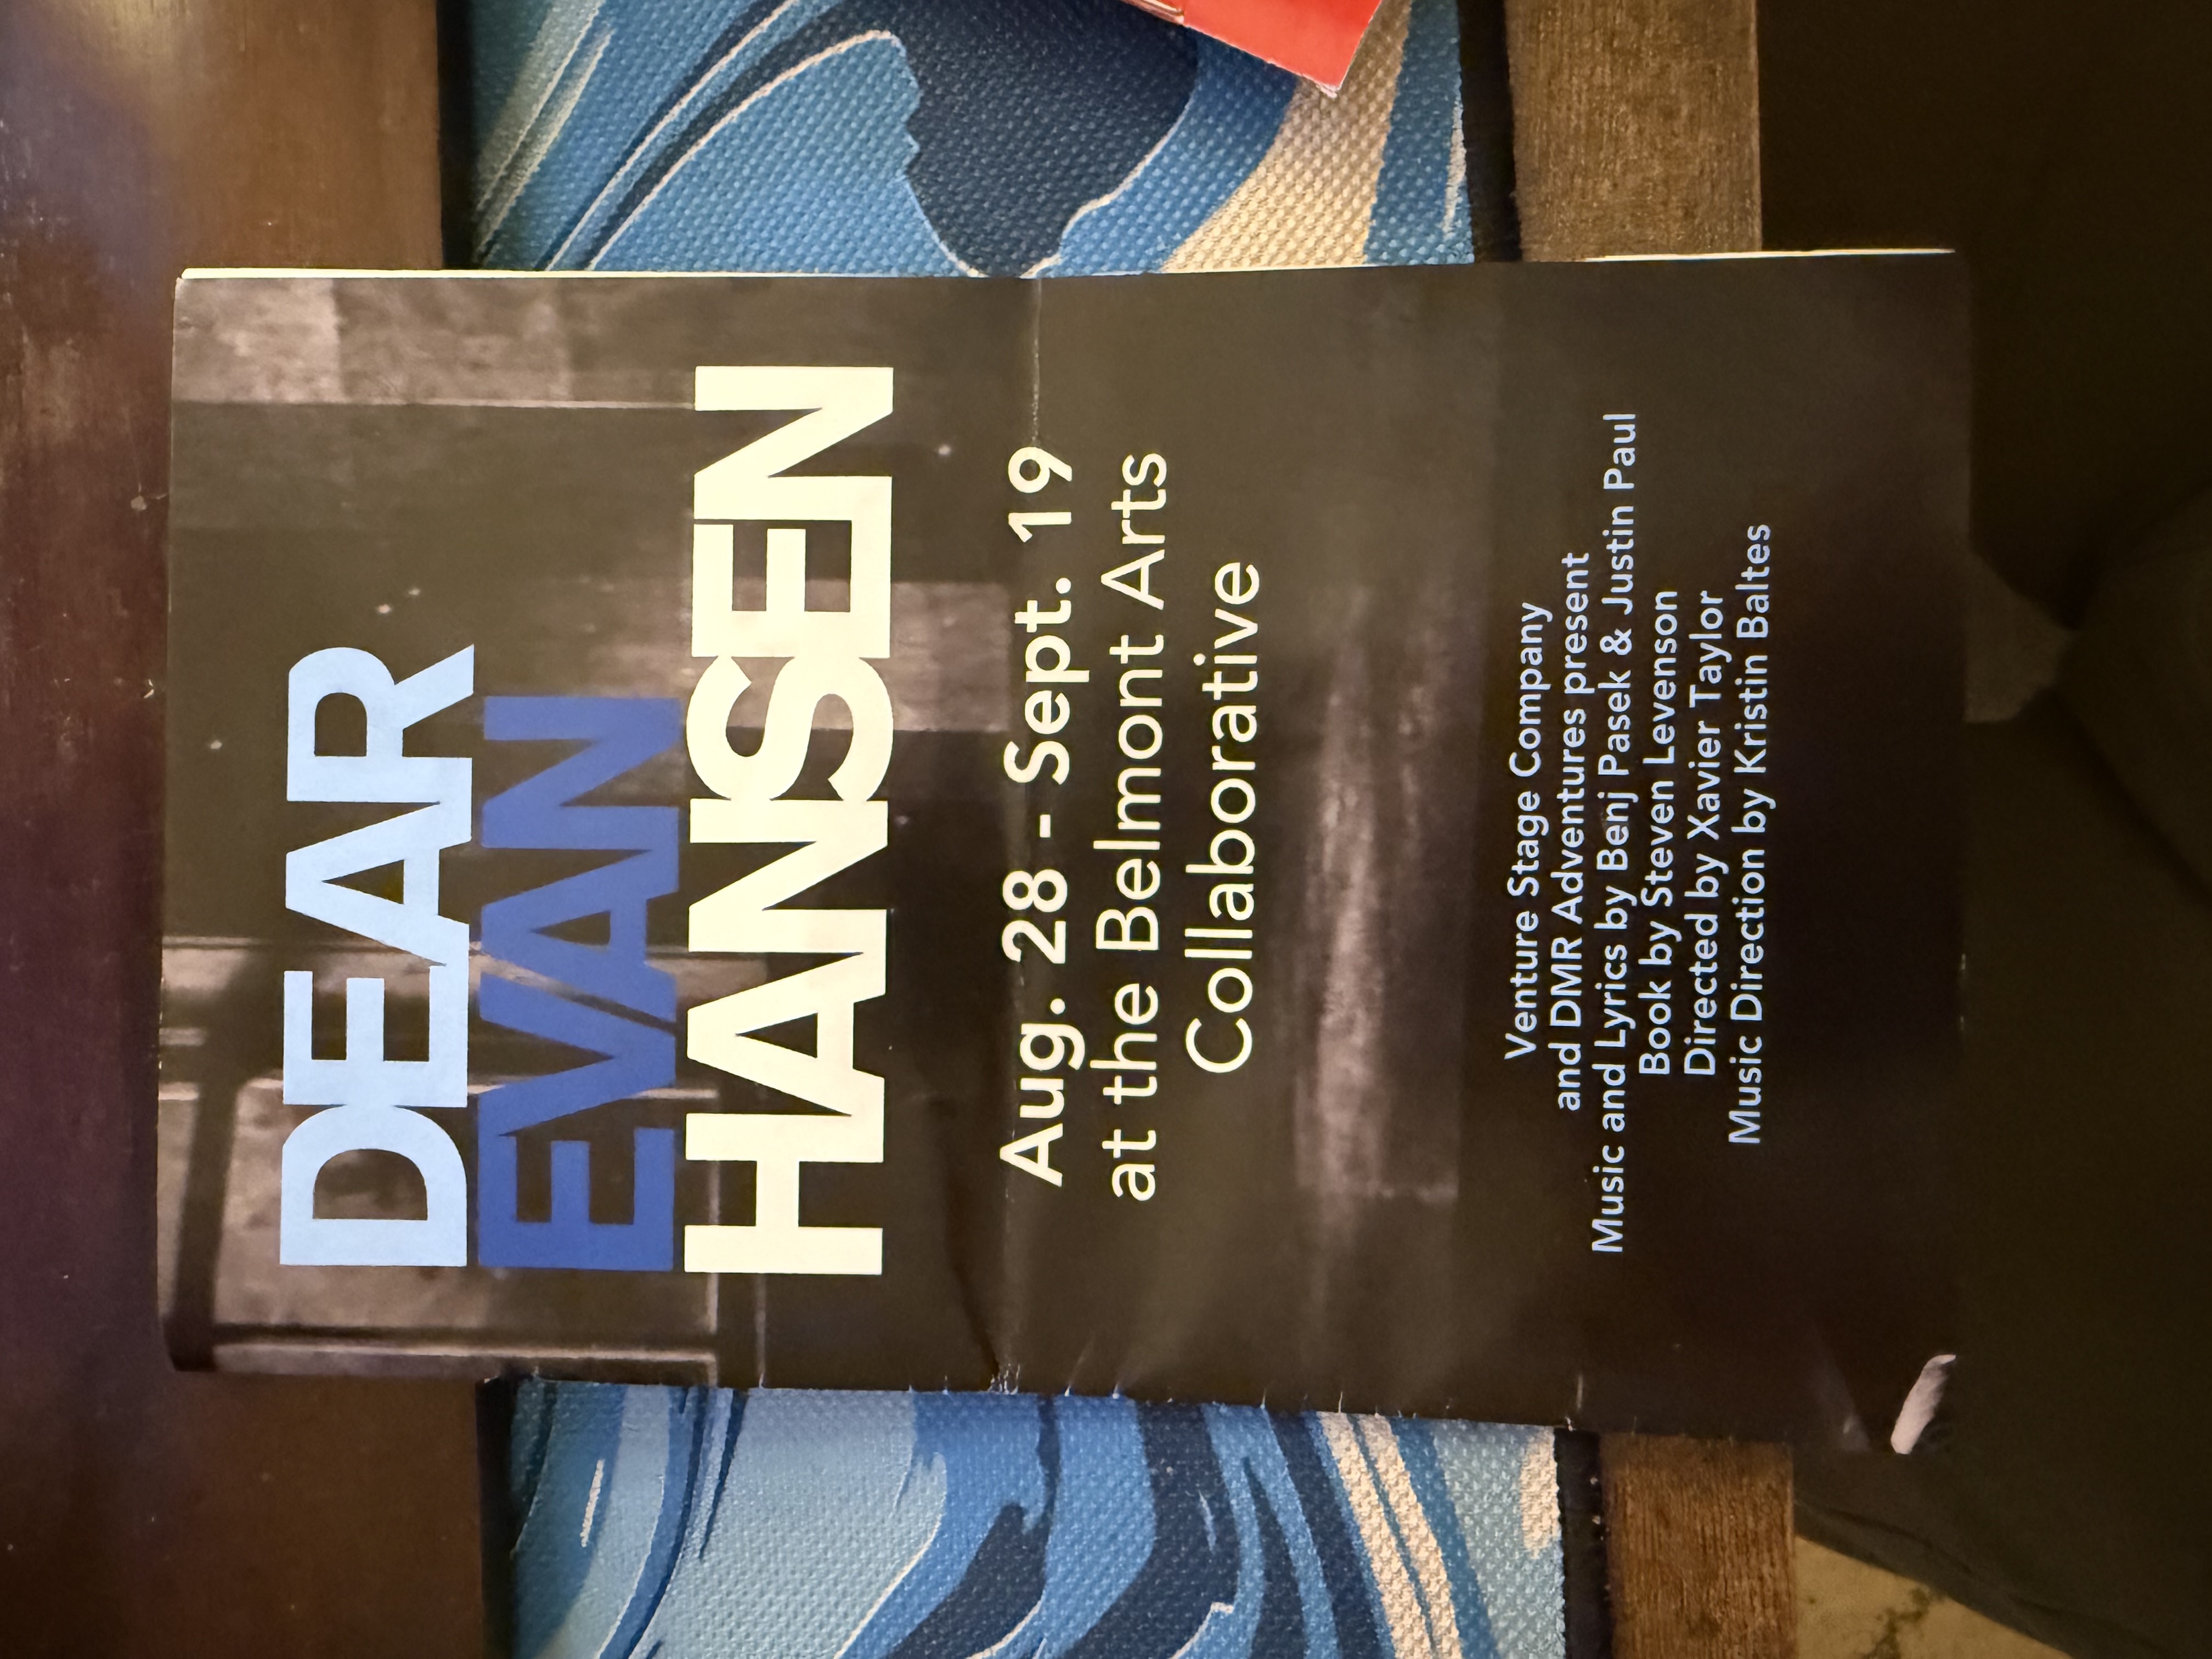 DEAR
EVAN
HANSEN
Aug. 28 - Sept. 19
at the Belmont Arts
Collaborative
Venture Stage Company
and DMR Adventures present
Music and Lyrics by Benj Pasek & Justin Paul
Book by Steven Levenson
Directed by Xavier Taylor
Music Direction by Kristin Baltes